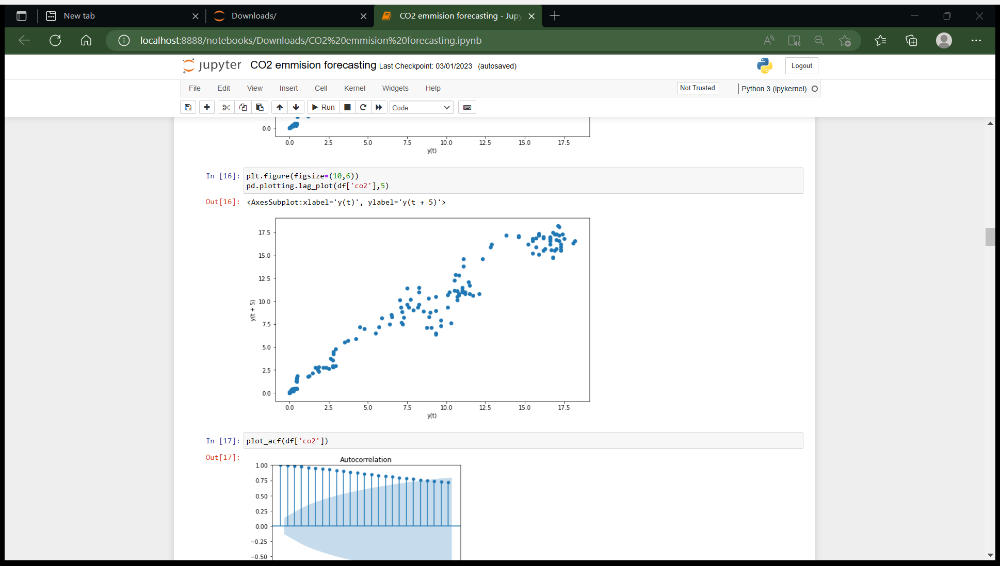 New tab
Downloads/
CO2 emmision forecasting - Jupy
localhost:8888/notebooks/Downloads/CO2%20emmision%20forecasting.ipynb
jupyter CO2 emmision forecasting Last Checkpoint: 03/01/2023 (autosaved)
Logout
File Edit View Insert Cell Kernel Widgets Help
Not Trusted
Python 3 (ipykernel)
Run
Code
0.0
0.0 2.5 5.0 7.5 10.0 12.5 15.0 17.5
y(t)
In [16]: plt.figure(figsize=(10,6))
pd.plotting.lag_plot(df['co2'],5)
Out[16]: <AxesSubplot:xlabel='y(t)', ylabel='y(t + 5)'>
17.5
15.0
12.5
10.0
7.5
5.0
2.5
0.0
y(t + 5)
0.0 2.5 5.0 7.5 10.0 12.5 15.0 17.5
y(t)
In [17]: plot_acf(df['co2'])
Out[17]:
Autocorrelation
1.00
0.75
0.50
0.25
0.00
−0.25
−0.50